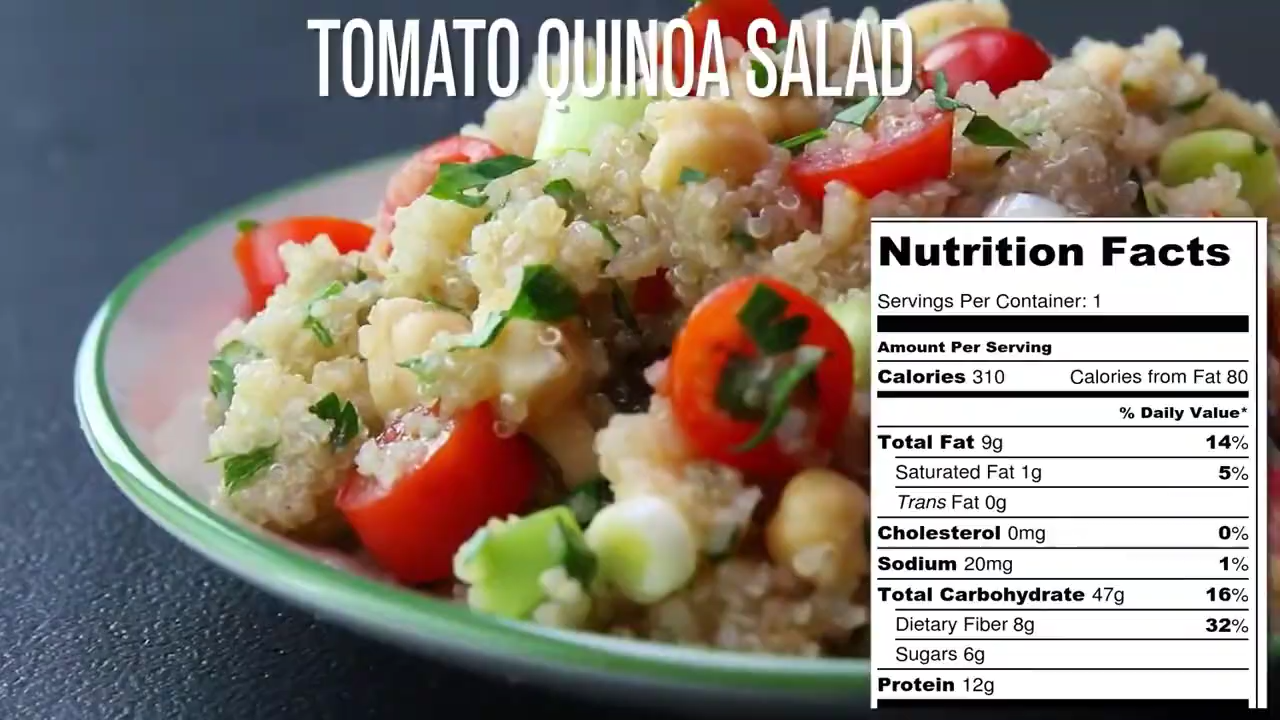 TOMATO QUINOA SALAD
Nutrition Facts
Servings Per Container: 1
Amount Per Serving
Calories 310 Calories from Fat 80
% Daily Value*
Total Fat 9g 14%
Saturated Fat 1g 5%
Trans Fat 0g
Cholesterol 0mg 0%
Sodium 20mg 1%
Total Carbohydrate 47g 16%
Dietary Fiber 8g 32%
Sugars 6g
Protein 12g